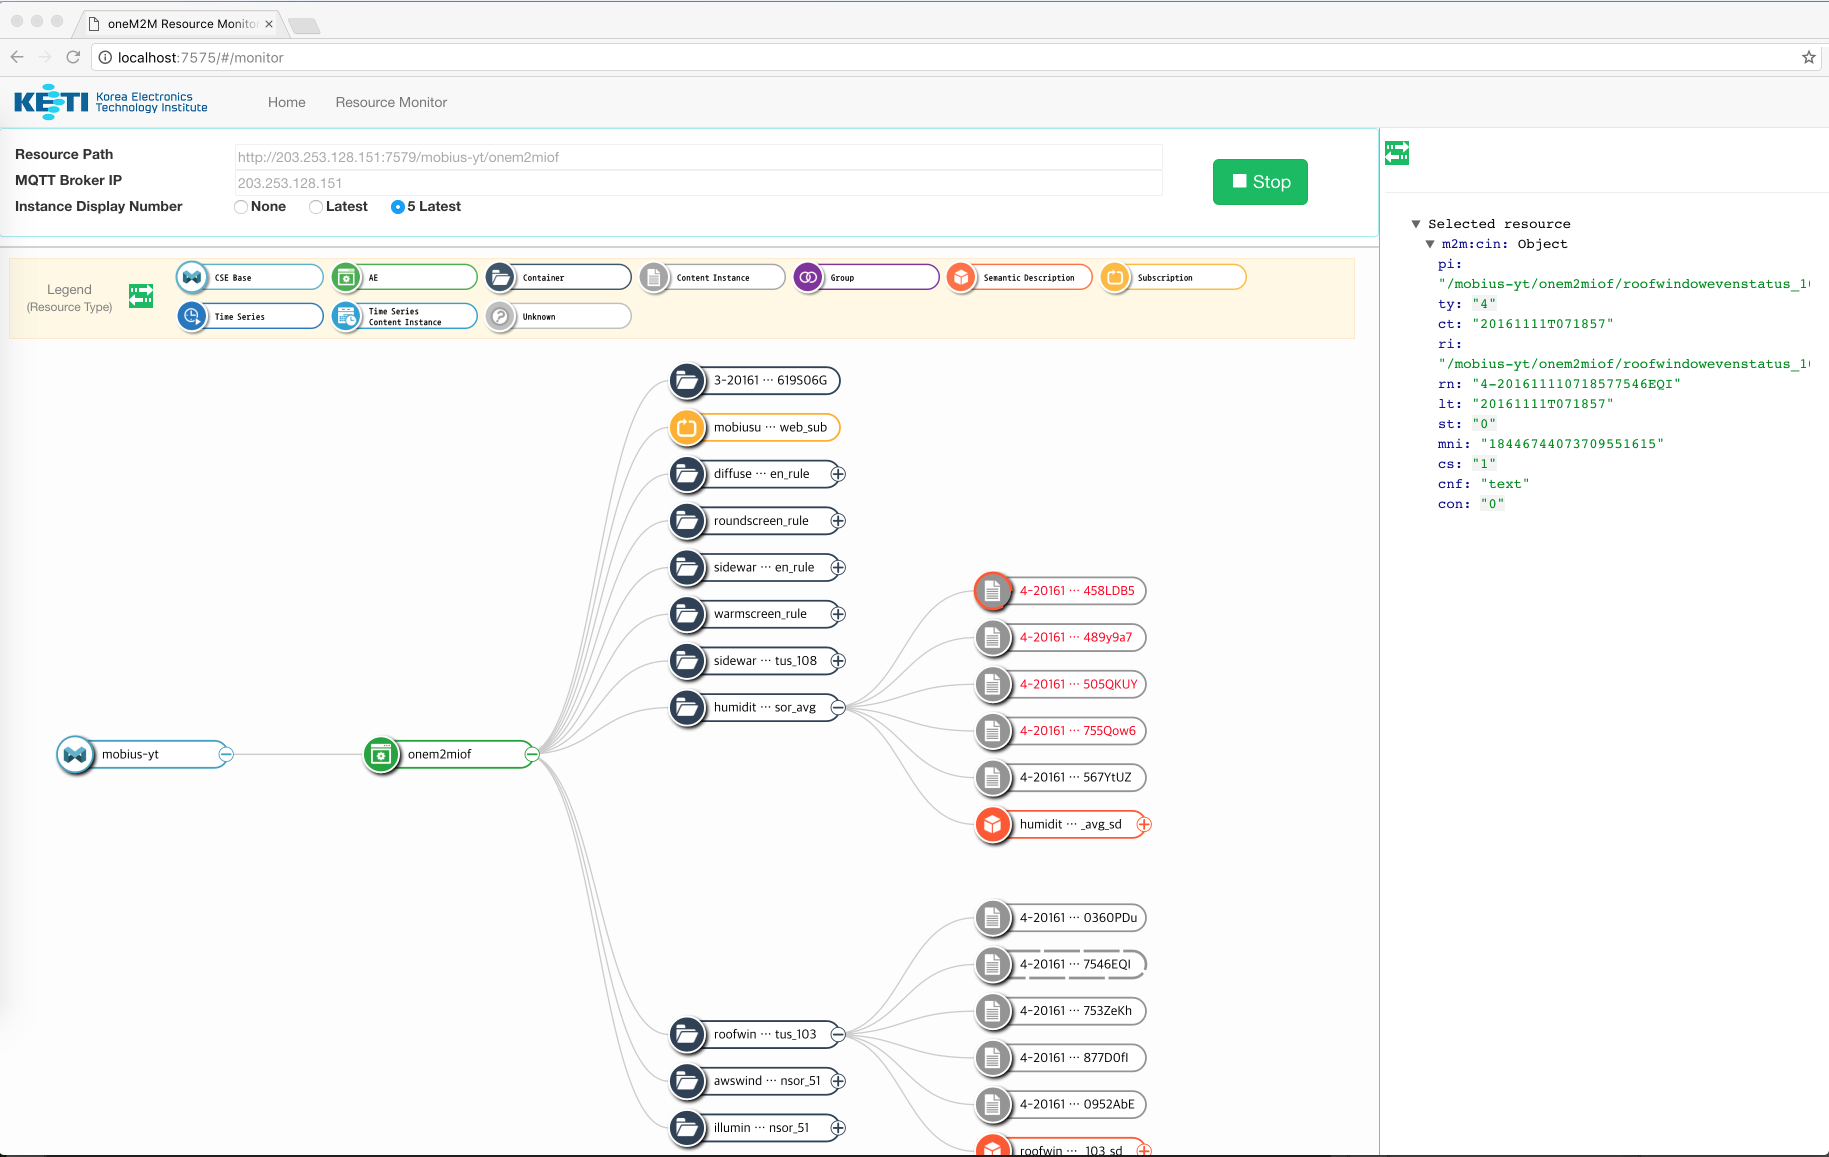 oneM2M Resource Monito
localhost:7575/#/monitor
KETI Korea Electronics Technology Institute
Home Resource Monitor
Resource Path http://203.253.128.151:7579/mobius-yt/onem2miof
MQTT Broker IP 203.253.128.151
Instance Display Number None Latest 5 Latest
Stop
Legend
(Resource Type)
CSE Base AE Container Content Instance Group Semantic Description Subscription
Time Series Time Series Content Instance Unknown
mobius-yt
onem2miof
3-20161 ··· 619S06G
mobiusu ··· web_sub
diffuse ··· en_rule
roundscreen_rule
sidewar ··· en_rule
warmscreen_rule
sidewar ··· tus_108
humidit ··· sor_avg
4-20161 ··· 458LDB5
4-20161 ··· 489y9a7
4-20161 ··· 505QKUY
4-20161 ··· 755Qow6
4-20161 ··· 567YtUZ
humidit ··· _avg_sd
roofwin ··· tus_103
awswind ··· nsor_51
illumin ··· nsor_51
4-20161 ··· 0360PDu
4-20161 ··· 7546EQI
4-20161 ··· 753ZeKh
4-20161 ··· 877D0fI
4-20161 ··· 0952AbE
roofwin ··· _103_sd
Selected resource
m2m:cin: Object
pi:
"/mobius-yt/onem2miof/roofwindowevenstatus_10
ty: "4"
ct: "20161111T071857"
ri:
"/mobius-yt/onem2miof/roofwindowevenstatus_10
rn: "4-201611110718577546EQI"
lt: "20161111T071857"
st: "0"
mni: "18446744073709551615"
cs: "1"
cnf: "text"
con: "0"